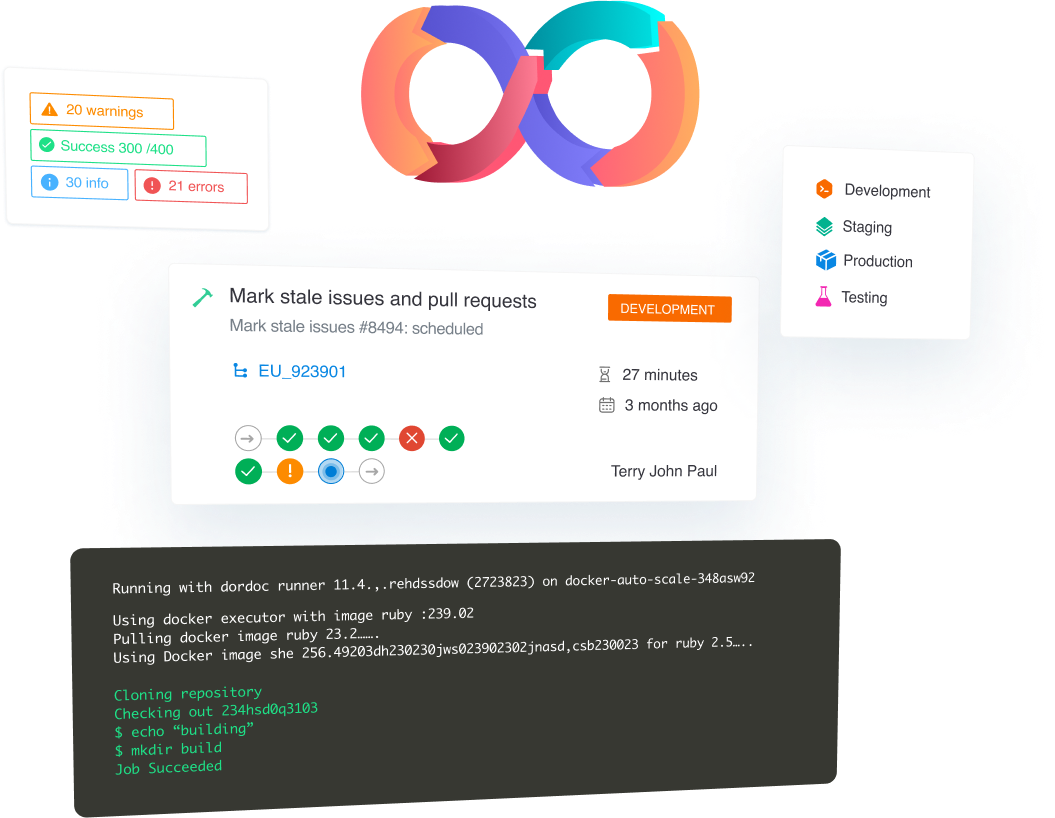 20 warnings
Success 300 /400
30 info
21 errors
Development
Staging
Production
Testing
Mark stale issues and pull requests
DEVELOPMENT
Mark stale issues #8494: scheduled
EU_923901
27 minutes
3 months ago
Terry John Paul
Running with dordoc runner 11.4.,.rehdssdow (2723823) on docker-auto-scale-348asw92
Using docker executor with image ruby :239.02
Pulling docker image ruby 23.2…….
Using Docker image she 256.49203dh230230jws023902302jnasd,csb230023 for ruby 2.5…..
Cloning repository
Checking out 234hsd0q3103
$ echo “building”
$ mkdir build
Job Succeeded